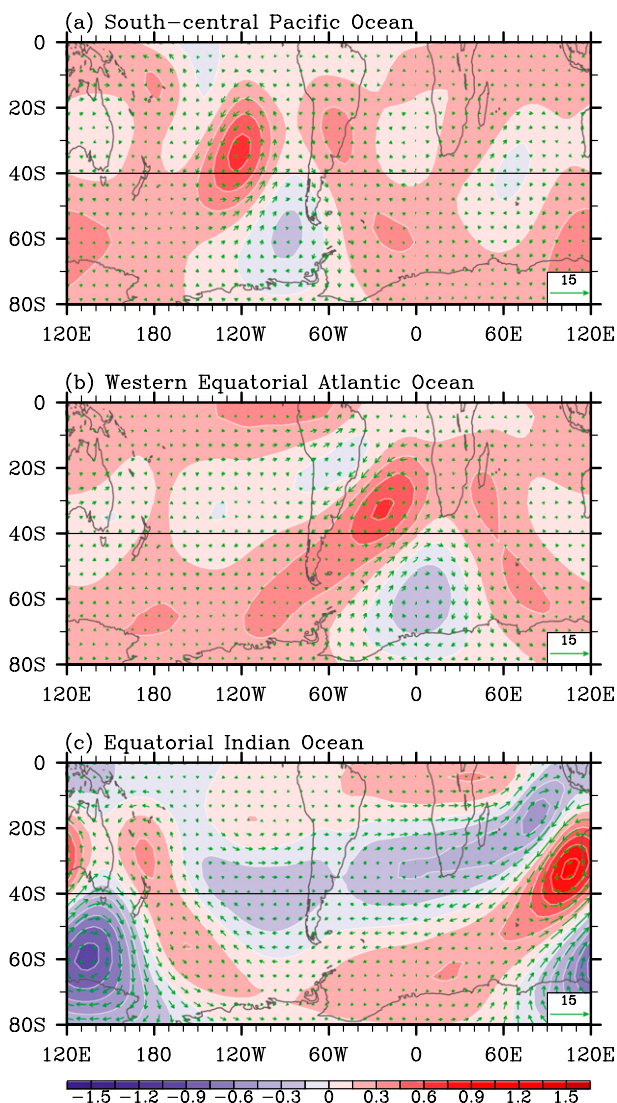 (a) South-central Pacific Ocean
0
20S
40S
60S
80S
15
120E 180 120W 60W 0 60E 120E
(b) Western Equatorial Atlantic Ocean
0
20S
40S
60S
80S
15
120E 180 120W 60W 0 60E 120E
(c) Equatorial Indian Ocean
0
20S
40S
60S
80S
15
120E 180 120W 60W 0 60E 120E
-1.5 -1.2 -0.9 -0.6 -0.3 0 0.3 0.6 0.9 1.2 1.5